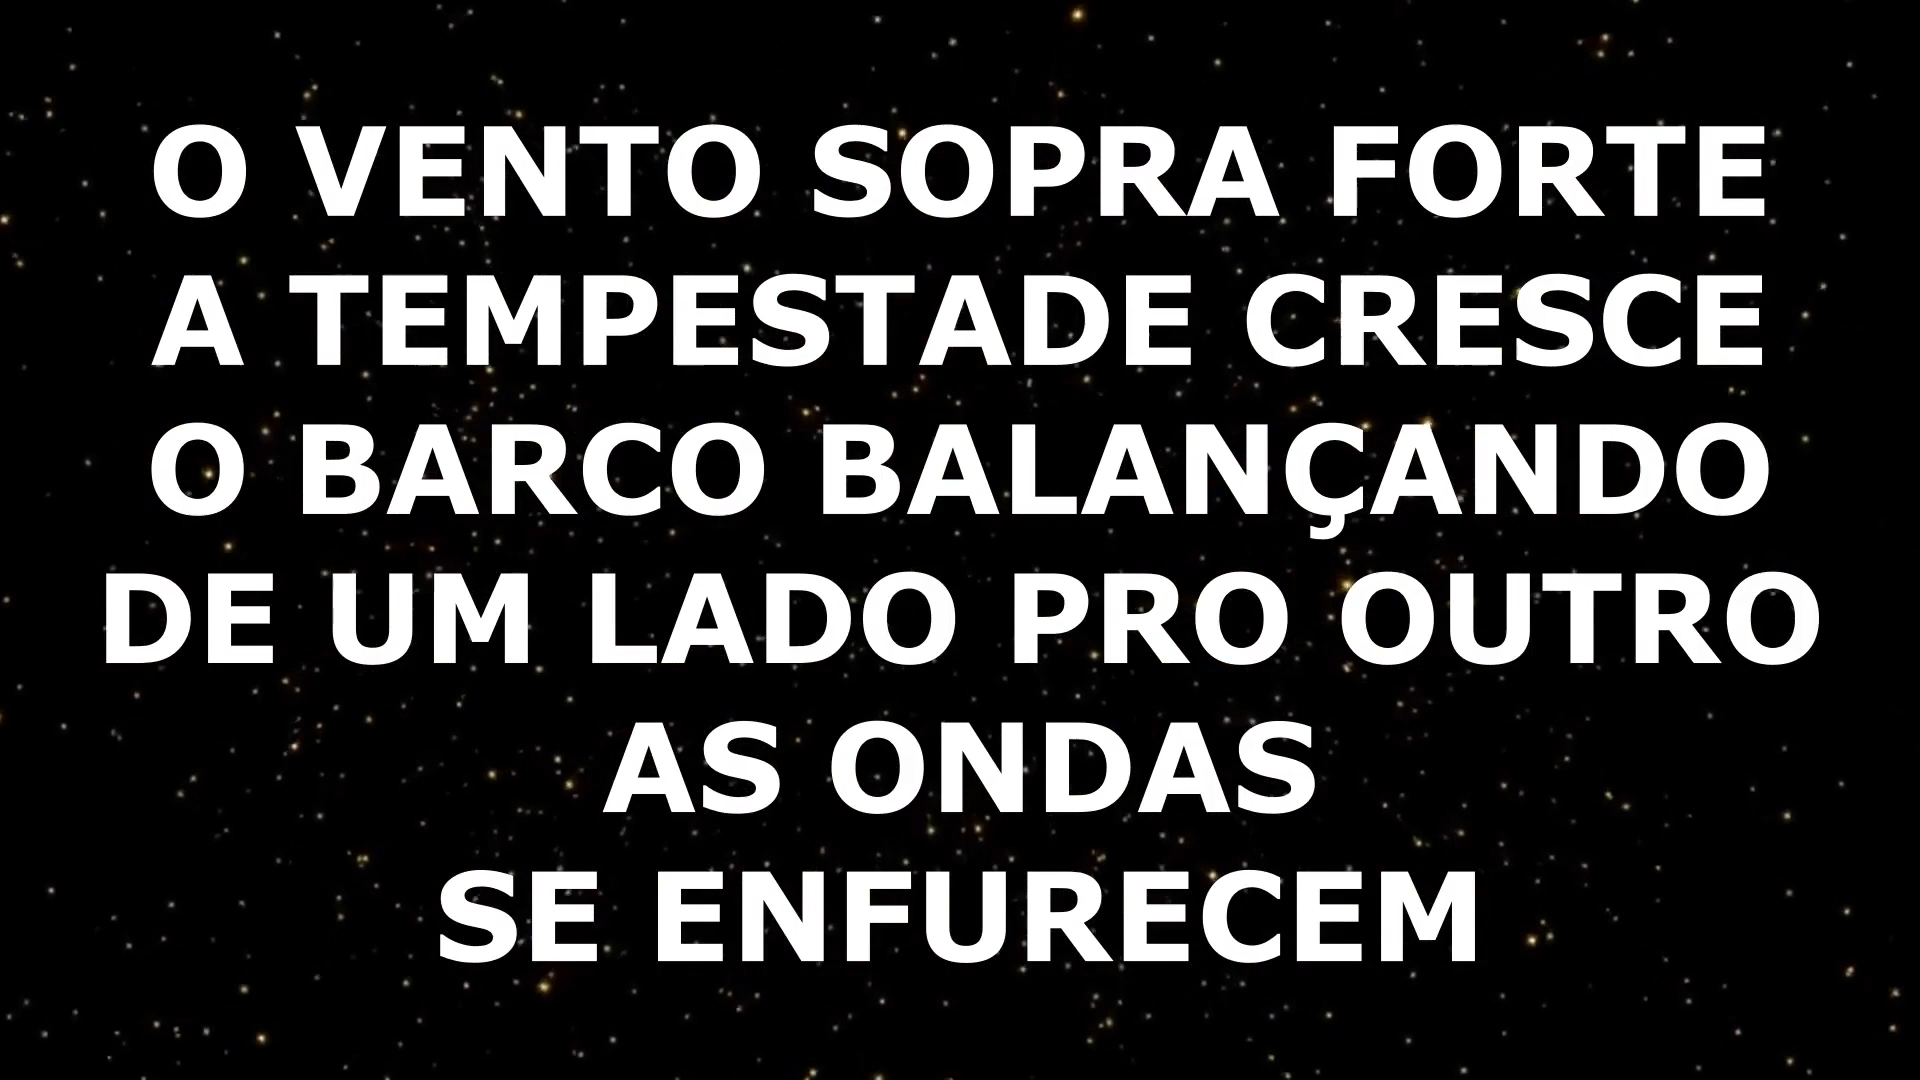 O VENTO SOPRA FORTE
A TEMPESTADE CRESCE
O BARCO BALANÇANDO
DE UM LADO PRO OUTRO
AS ONDAS
SE ENFURECEM